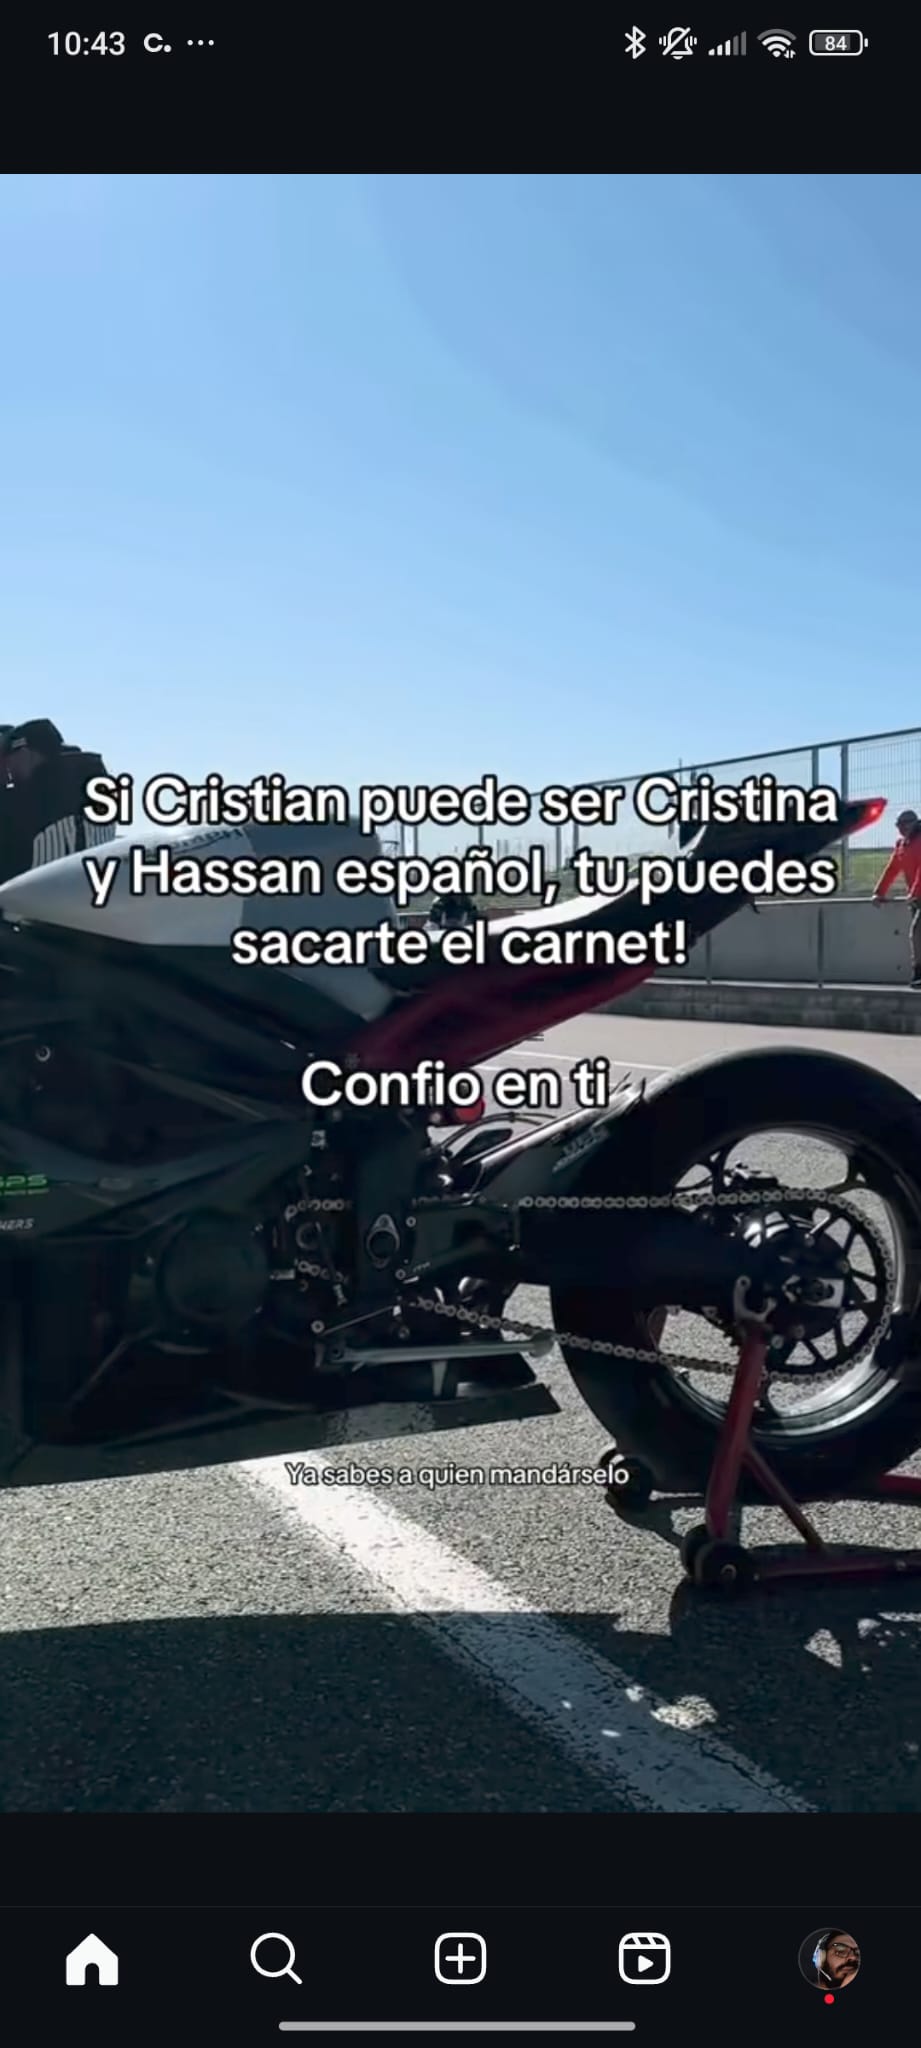 10:43 C. ...
84
Si Cristian puede ser Cristina
y Hassan español, tu puedes
sacarte el carnet!
Confio en ti
Ya sabes a quien mandárselo